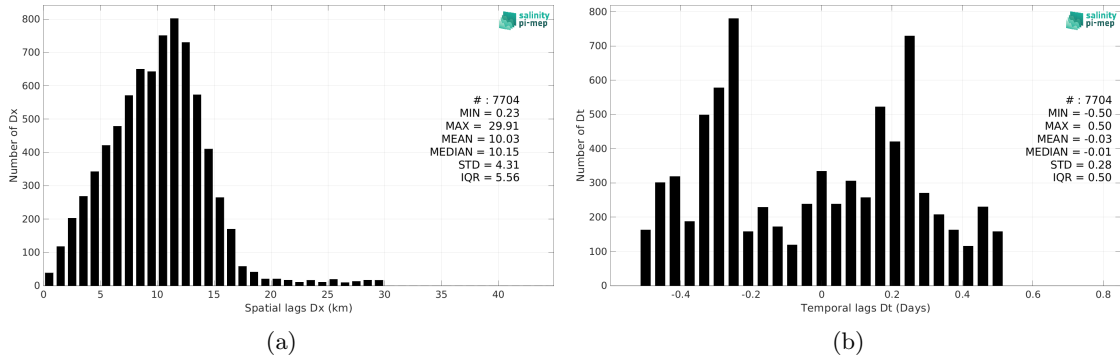 salinity
pi-mep
800
700
600
500
400
300
200
100
0
Number of Dx
# : 7704
MIN = 0.23
MAX = 29.91
MEAN = 10.03
MEDIAN = 10.15
STD = 4.31
IQR = 5.56
0 5 10 15 20 25 30 35 40
Spatial lags Dx (km)
(a)
salinity
pi-mep
800
700
600
500
400
300
200
100
0
Number of Dt
# : 7704
MIN = -0.50
MAX = 0.50
MEAN = -0.03
MEDIAN = -0.01
STD = 0.28
IQR = 0.50
-0.4 -0.2 0 0.2 0.4 0.6 0.8
Temporal lags Dt (Days)
(b)